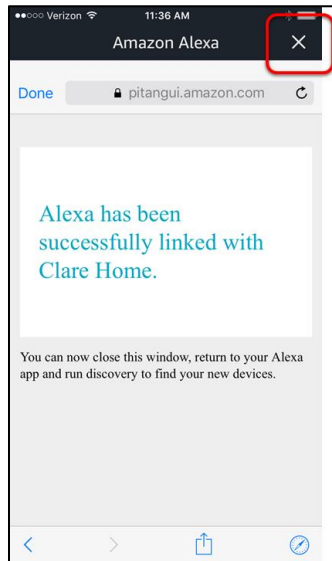 Verizon 11:36 AM
Amazon Alexa
Done pitangui.amazon.com
Alexa has been
successfully linked with
Clare Home.
You can now close this window, return to your Alexa
app and run discovery to find your new devices.